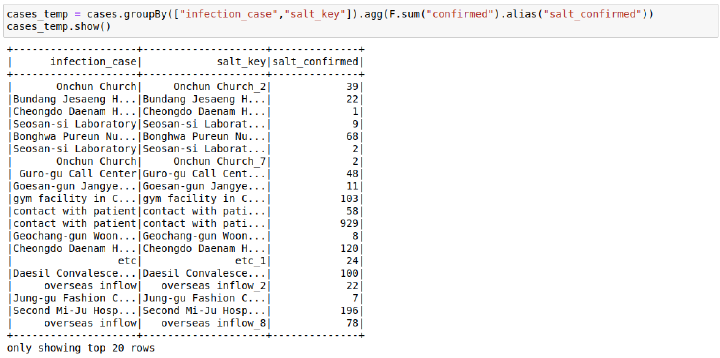 cases_temp = cases.groupBy(["infection_case","salt_key"]).agg(F.sum("confirmed").alias("salt_confirmed"))
cases_temp.show()
+--------------------+--------------------+--------------+
|      infection_case|            salt_key|salt_confirmed|
+--------------------+--------------------+--------------+
|       Onchun Church|     Onchun Church_2|            39|
|Bundang Jesaeng H...|Bundang Jesaeng H...|            22|
|Cheongdo Daenam H...|Cheongdo Daenam H...|             1|
|Seosan-si Laboratory|Seosan-si Laborat...|             9|
|Bonghwa Pureun Nu...|Bonghwa Pureun Nu...|            68|
|Seosan-si Laboratory|Seosan-si Laborat...|             2|
|       Onchun Church|     Onchun Church_7|             2|
| Guro-gu Call Center|Guro-gu Call Cent...|            48|
|Goesan-gun Jangye...|Goesan-gun Jangye...|            11|
|gym facility in C...|gym facility in C...|           103|
|contact with patient|contact with pati...|            58|
|contact with patient|contact with pati...|           929|
|Geochang-gun Woon...|Geochang-gun Woon...|             8|
|Cheongdo Daenam H...|Cheongdo Daenam H...|           120|
|                 etc|               etc_1|            24|
|Daesil Convalesce...|Daesil Convalesce...|           100|
|     overseas inflow|   overseas inflow_2|            22|
|Jung-gu Fashion C...|Jung-gu Fashion C...|             7|
|Second Mi-Ju Hosp...|Second Mi-Ju Hosp...|           196|
|     overseas inflow|   overseas inflow_8|            78|
+--------------------+--------------------+--------------+
only showing top 20 rows